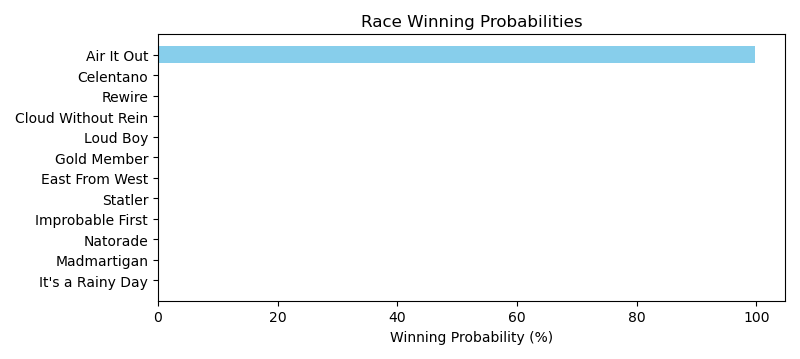 Race Winning Probabilities
Air It Out
Celentano
Rewire
Cloud Without Rein
Loud Boy
Gold Member
East From West
Statler
Improbable First
Natorade
Madmartigan
It's a Rainy Day
0 20 40 60 80 100
Winning Probability (%)